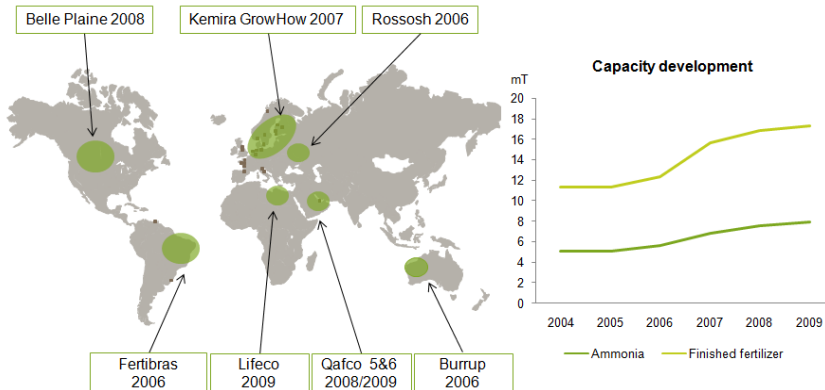 Belle Plaine 2008
Kemira GrowHow 2007
Rossosh 2006
Capacity development
mT
20
18
16
14
12
10
8
6
4
2
0
2004 2005 2006 2007 2008 2009
Ammonia Finished fertilizer
Fertibras
2006
Lifeco
2009
Qafco 5&6
2008/2009
Burrup
2006